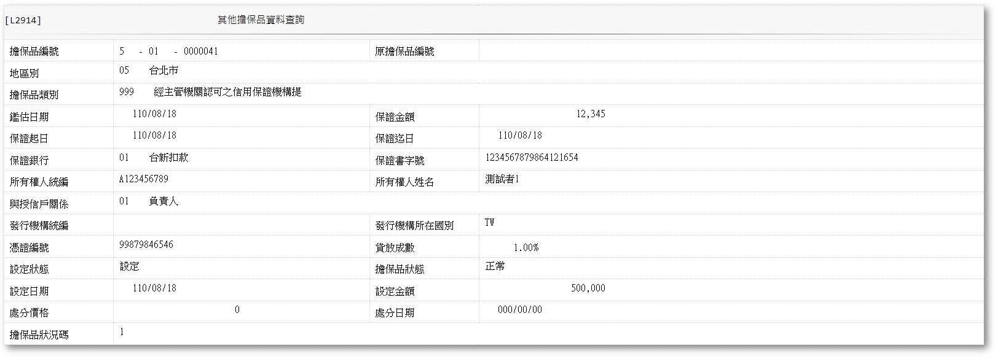 [L2914] 其他擔保品資料查詢
擔保品編號 5 - 01 - 0000041 原擔保品編號
地區別 05 台北市
擔保品類別 999 經主管機關認可之信用保證機構提
鑑估日期 110/08/18 保證金額 12,345
保證起日 110/08/18 保證迄日 110/08/18
保證銀行 01 台新扣款 保證書字號 1234567879864121654
所有權人統編 A123456789 所有權人姓名 測試者1
與授信戶關係 01 負責人
發行機構統編 發行機構所在國別 TW
憑證編號 99879846546 貸放成數 1.00%
設定狀態 設定 擔保品狀態 正常
設定日期 110/08/18 設定金額 500,000
處分價格 0 處分日期 000/00/00
擔保品狀況碼 1